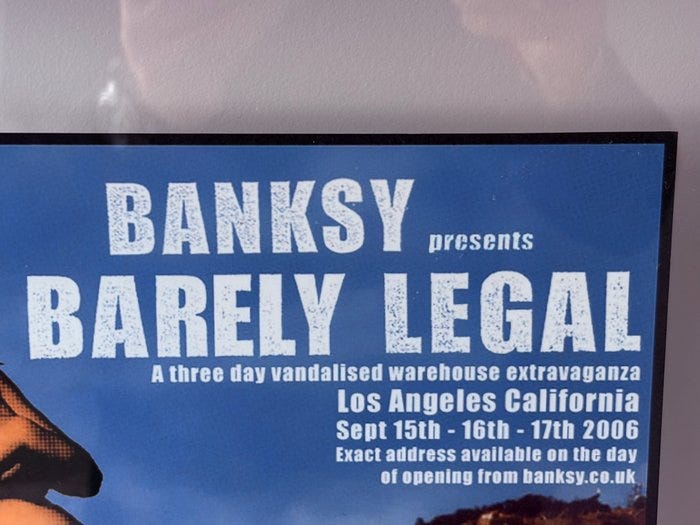 BANKSY presents
BARELY LEGAL
A three day vandalised warehouse extravaganza
Los Angeles California
Sept 15th - 16th - 17th 2006
Exact address available on the day
of opening from banksy.co.uk